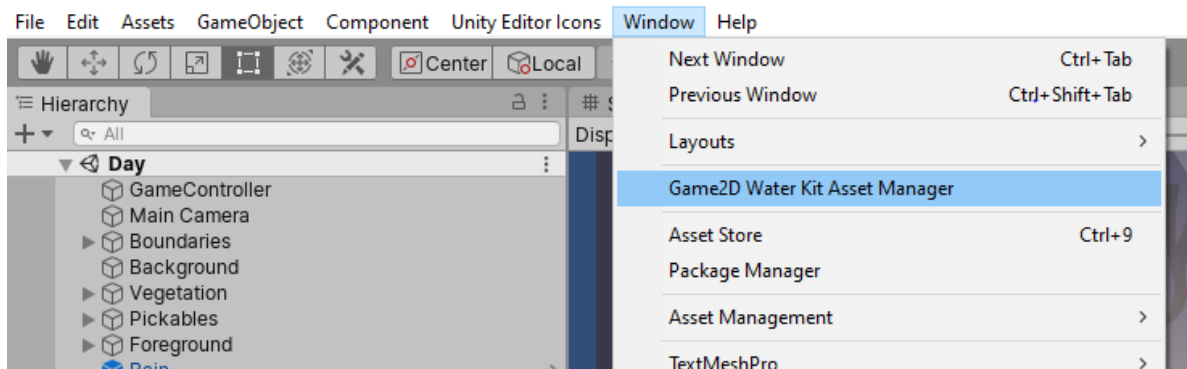 File Edit Assets GameObject Component Unity Editor Icons Window Help
Center Local
Next Window Ctrl+Tab
Previous Window Ctrl+Shift+Tab
Layouts
Game2D Water Kit Asset Manager
Asset Store Ctrl+9
Package Manager
Asset Management
TextMeshPro
Hierarchy
All
Disp
Day
GameController
Main Camera
Boundaries
Background
Vegetation
Pickables
Foreground
Rain